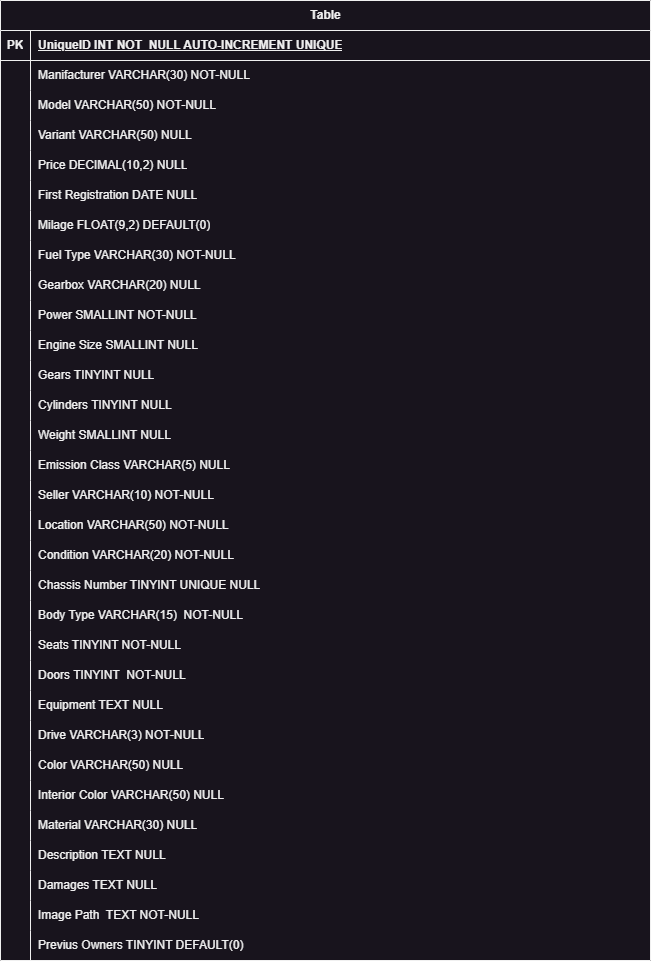 Table
PK UniqueID INT NOT  NULL AUTO-INCREMENT UNIQUE
Manifacturer VARCHAR(30) NOT-NULL
Model VARCHAR(50) NOT-NULL
Variant VARCHAR(50) NULL
Price DECIMAL(10,2) NULL
First Registration DATE NULL
Milage FLOAT(9,2) DEFAULT(0)
Fuel Type VARCHAR(30) NOT-NULL
Gearbox VARCHAR(20) NULL
Power SMALLINT NOT-NULL
Engine Size SMALLINT NULL
Gears TINYINT NULL
Cylinders TINYINT NULL
Weight SMALLINT NULL
Emission Class VARCHAR(5) NULL
Seller VARCHAR(10) NOT-NULL
Location VARCHAR(50) NOT-NULL
Condition VARCHAR(20) NOT-NULL
Chassis Number TINYINT UNIQUE NULL
Body Type VARCHAR(15)  NOT-NULL
Seats TINYINT NOT-NULL
Doors TINYINT  NOT-NULL
Equipment TEXT NULL
Drive VARCHAR(3) NOT-NULL
Color VARCHAR(50) NULL
Interior Color VARCHAR(50) NULL
Material VARCHAR(30) NULL
Description TEXT NULL
Damages TEXT NULL
Image Path  TEXT NOT-NULL
Previus Owners TINYINT DEFAULT(0)